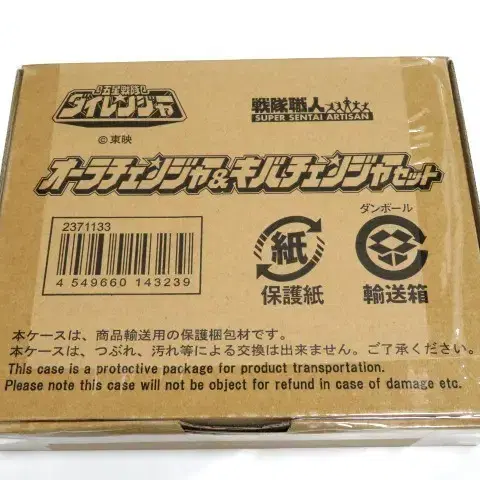 五星戦隊
ダイレンジャー
©東映
戦隊職人
SUPER SENTAI ARTISAN
オーラチェンジャー&キバチェンジャーセット
2371133
4 549660 143239
紙
保護紙
ダンボール
輸送箱
本ケースは、商品輸送用の保護梱包材です。
本ケースは、つぶれ、汚れ等による交換は出来ません。ご了承ください。
This case is a protective package for product transportation.
Please note this case will not be object for refund in case of damage etc.